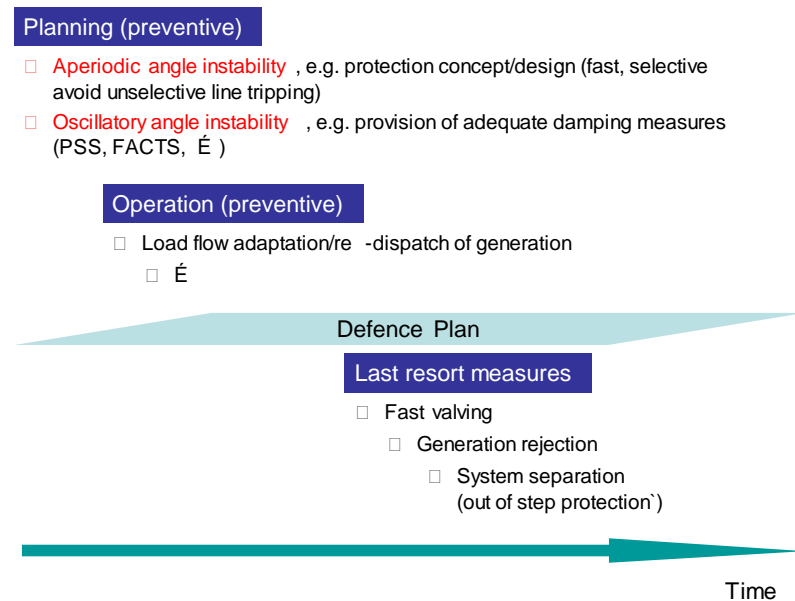 Planning (preventive)
Aperiodic angle instability , e.g. protection concept/design (fast, selective
avoid unselective line tripping)
Oscillatory angle instability , e.g. provision of adequate damping measures
(PSS, FACTS, É )
Operation (preventive)
Load flow adaptation/re -dispatch of generation
É
Defence Plan
Last resort measures
Fast valving
Generation rejection
System separation
(out of step protection`)
Time